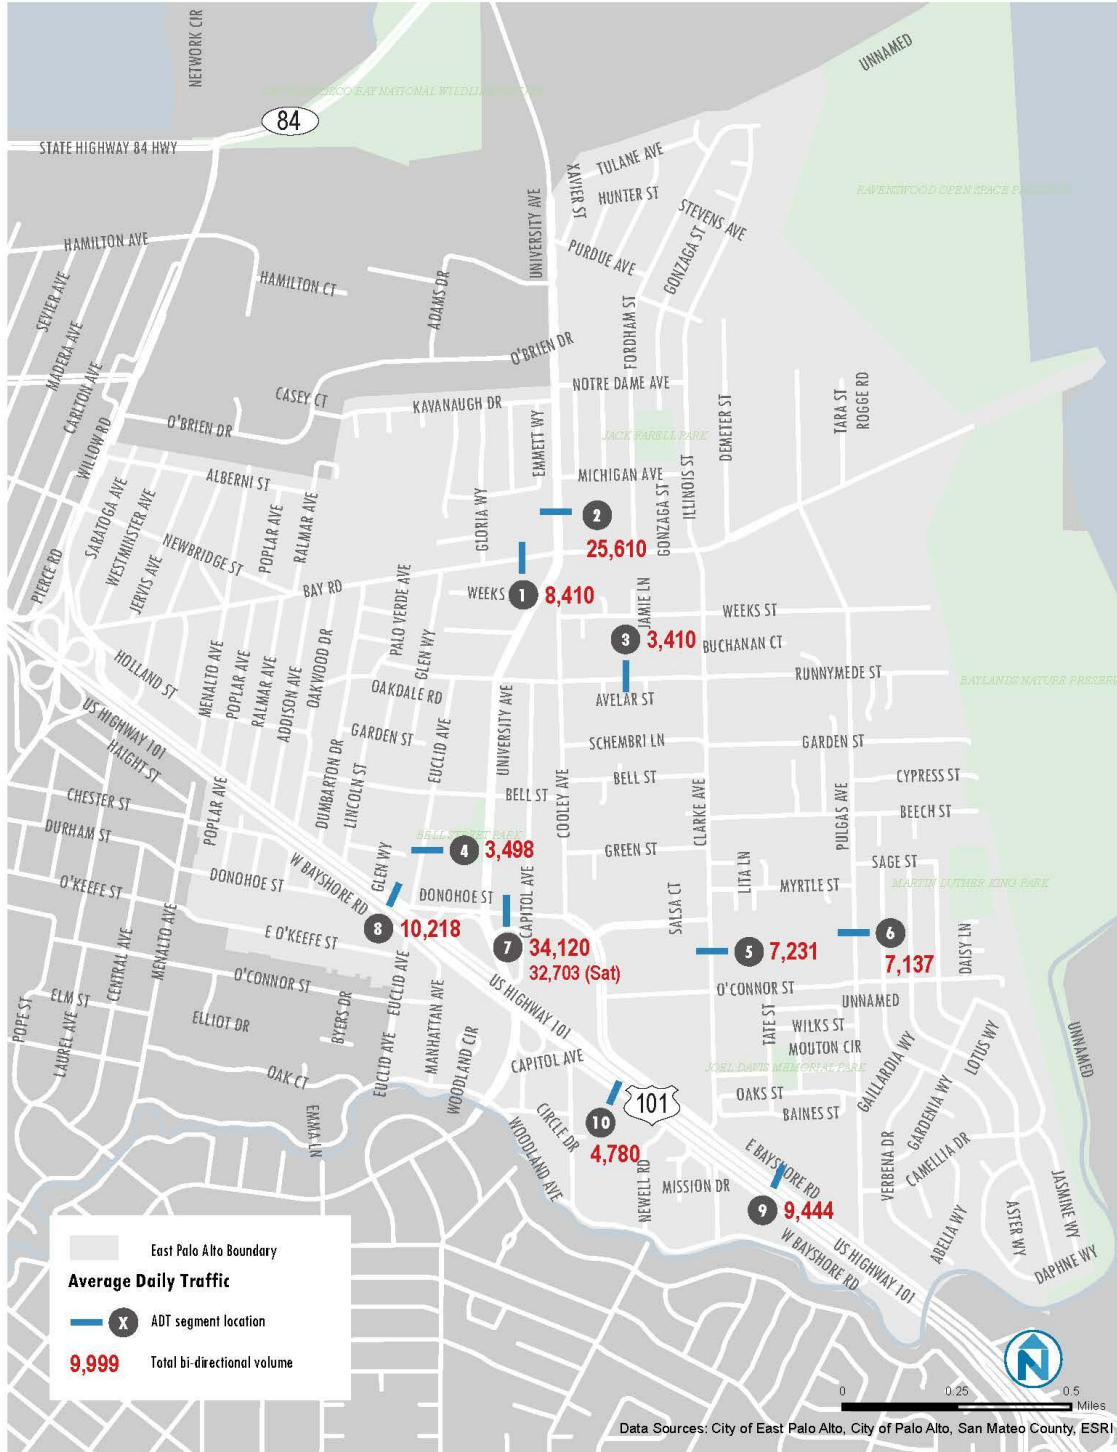 NETWORK CIR
UNNAMED
84
STATE HIGHWAY 84 HWY
TULANE AVE
XAVIER ST
HUNTER ST
RAVENSWOOD OPEN SPACE PRESERVE
STEVENS AVE
UNIVERSITY AVE
HAMILTON AVE
PURDUE AVE
GONZAGA ST
HAMILTON CT
ADAMS DR
SEVIER AVE
FORDHAM ST
MADERA AVE
O'BRIEN DR
NOTRE DAME AVE
CARLTON AVE
CASEY CT
KAVANAUGH DR
TARA ST
ROGGE RD
DEMETER ST
O'BRIEN DR
EMMETT WY
JACK FARELL PARK
WILLOW RD
ALBERNI ST
MICHIGAN AVE
ILLINOIS ST
SARATOGA AVE
WESTMINSTER AVE
POPLAR AVE
RALMAR AVE
GLORIA WY
2
GONZAGA ST
25,610
NEWBRIDGE ST
PIERCE RD
JERVIS AVE
BAY RD
PALO VERDE AVE
WEEKS
1
8,410
JAMIE LN
WEEKS ST
3
3,410
BUCHANAN CT
GLEN WY
HOLLAND ST
MENALTO AVE
POPLAR AVE
RALMAR AVE
ADDISON AVE
OAKWOOD DR
OAKDALE RD
AVELAR ST
RUNNYMEDE ST
BAYLANDS NATURE PRESERVE
US HIGHWAY 101
HAIGHT ST
GARDEN ST
EUCLID AVE
UNIVERSITY AVE
SCHEMBRI LN
GARDEN ST
CHESTER ST
DUMBARTON DR
LINCOLN ST
BELL ST
BELL ST
COOLEY AVE
CLARKE AVE
CYPRESS ST
BEECH ST
PULGAS AVE
DURHAM ST
POPLAR AVE
BELL STREET PARK
4
3,498
GREEN ST
LITA LN
SAGE ST
MYRTLE ST
MARTIN LUTHER KING PARK
O'KEEFE ST
DONOHOE ST
W BAYSHORE RD
GLEN WY
DONOHOE ST
CAPITOL AVE
SALSA CT
8
10,218
7
34,120
32,703 (Sat)
5
7,231
6
7,137
DAISY LN
E O'KEEFE ST
MENALTO AVE
CENTRAL AVE
O'CONNOR ST
EUCLID AVE
MANHATTAN AVE
US HIGHWAY 101
O'CONNOR ST
UNNAMED
ELM ST
POPE ST
LAUREL AVE
ELLIOT DR
BYERS DR
TATE ST
WILKS ST
MOUTON CIR
LOTUS WY
UNNAMED
OAK CT
EUCLID AVE
WOODLAND CIR
CAPITOL AVE
JOEL DAVIS MEMORIAL PARK
GAILLARDIA WY
EMMA LN
101
OAKS ST
BAINES ST
GARDENIA WY
CIRCLE DR
10
4,780
WOODLAND AVE
NEWELL RD
MISSION DR
E BAYSHORE RD
VERBENA DR
CAMELLIA DR
9
9,444
W BAYSHORE RD
US HIGHWAY 101
ABELIA WY
ASTER WY
JASMINE WY
DAPHNE WY
East Palo Alto Boundary
Average Daily Traffic
X
ADT segment location
9,999
Total bi-directional volume
N
0
0.25
0.5
Miles
Data Sources: City of East Palo Alto, City of Palo Alto, San Mateo County, ESRI